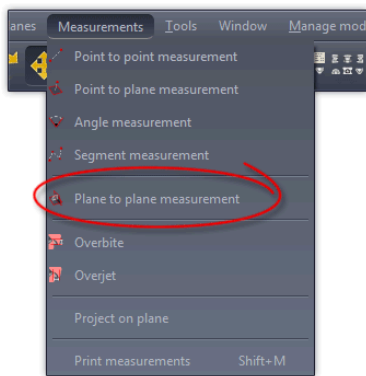 anes Measurements Tools Window Manage mod
Point to point measurement
Point to plane measurement
Angle measurement
Segment measurement
Plane to plane measurement
Overbite
Overjet
Project on plane
Print measurements Shift+M